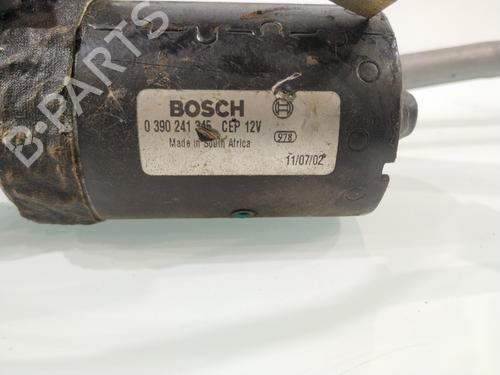 BOSCH
0 390 241 345 CEP 12V
978
Made in South Africa
11/07/02
B-PARTS